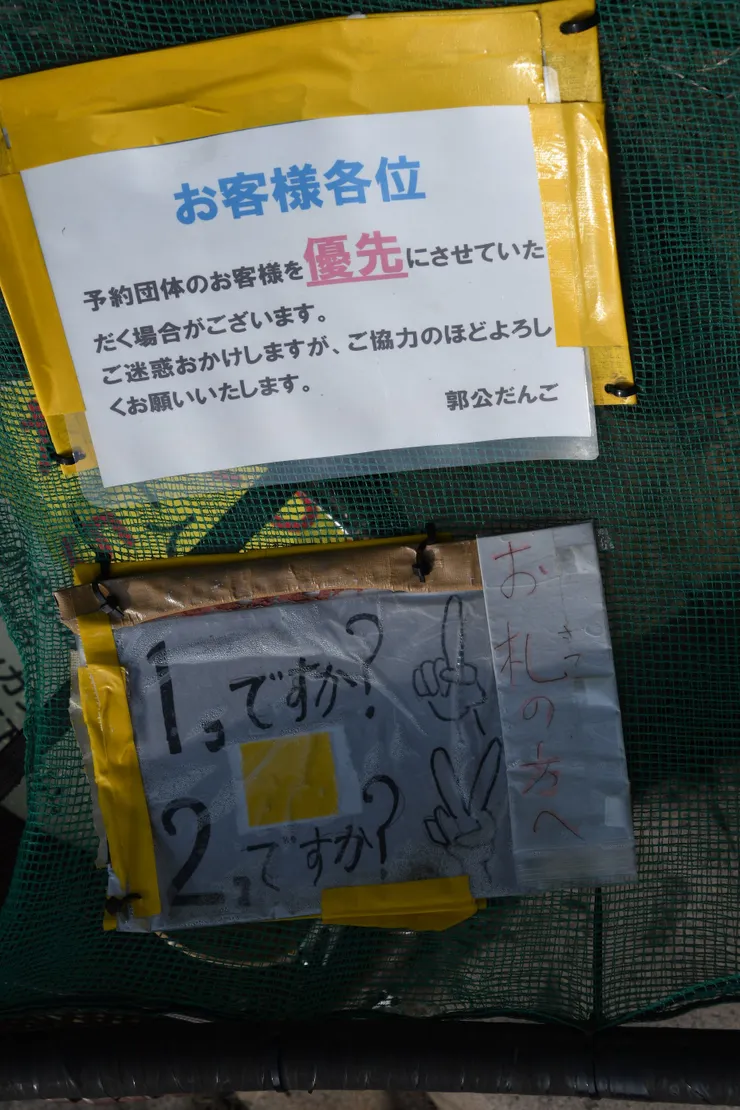 お客様各位
予約団体のお客様を優先にさせていた
だく場合がございます。
ご迷惑おかけしますが、ご協力のほどよろし
くお願いいたします。
郭公だんご
お札の方へ
1つですか?
2つですか?